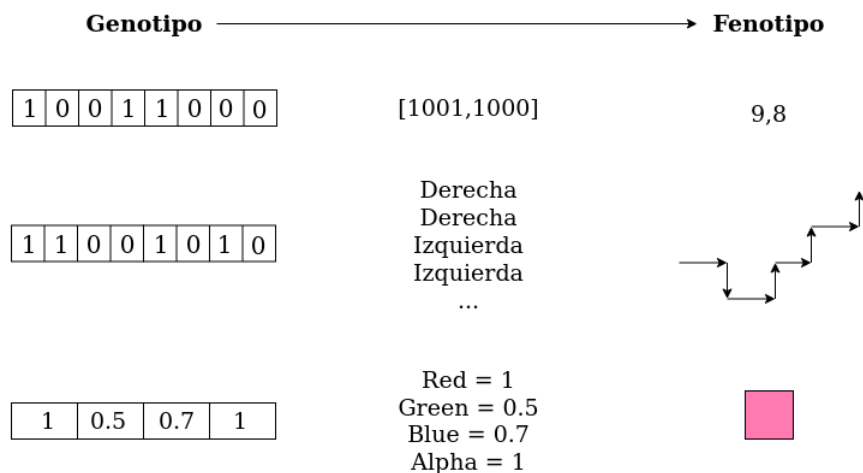 Genotipo Fenotipo
1 0 0 1 1 0 0 0 [1001,1000] 9,8
Derecha
Derecha
1 1 0 0 1 0 1 0 Izquierda
Izquierda
...
Red = 1
1 0.5 0.7 1 Green = 0.5
Blue = 0.7
Alpha = 1